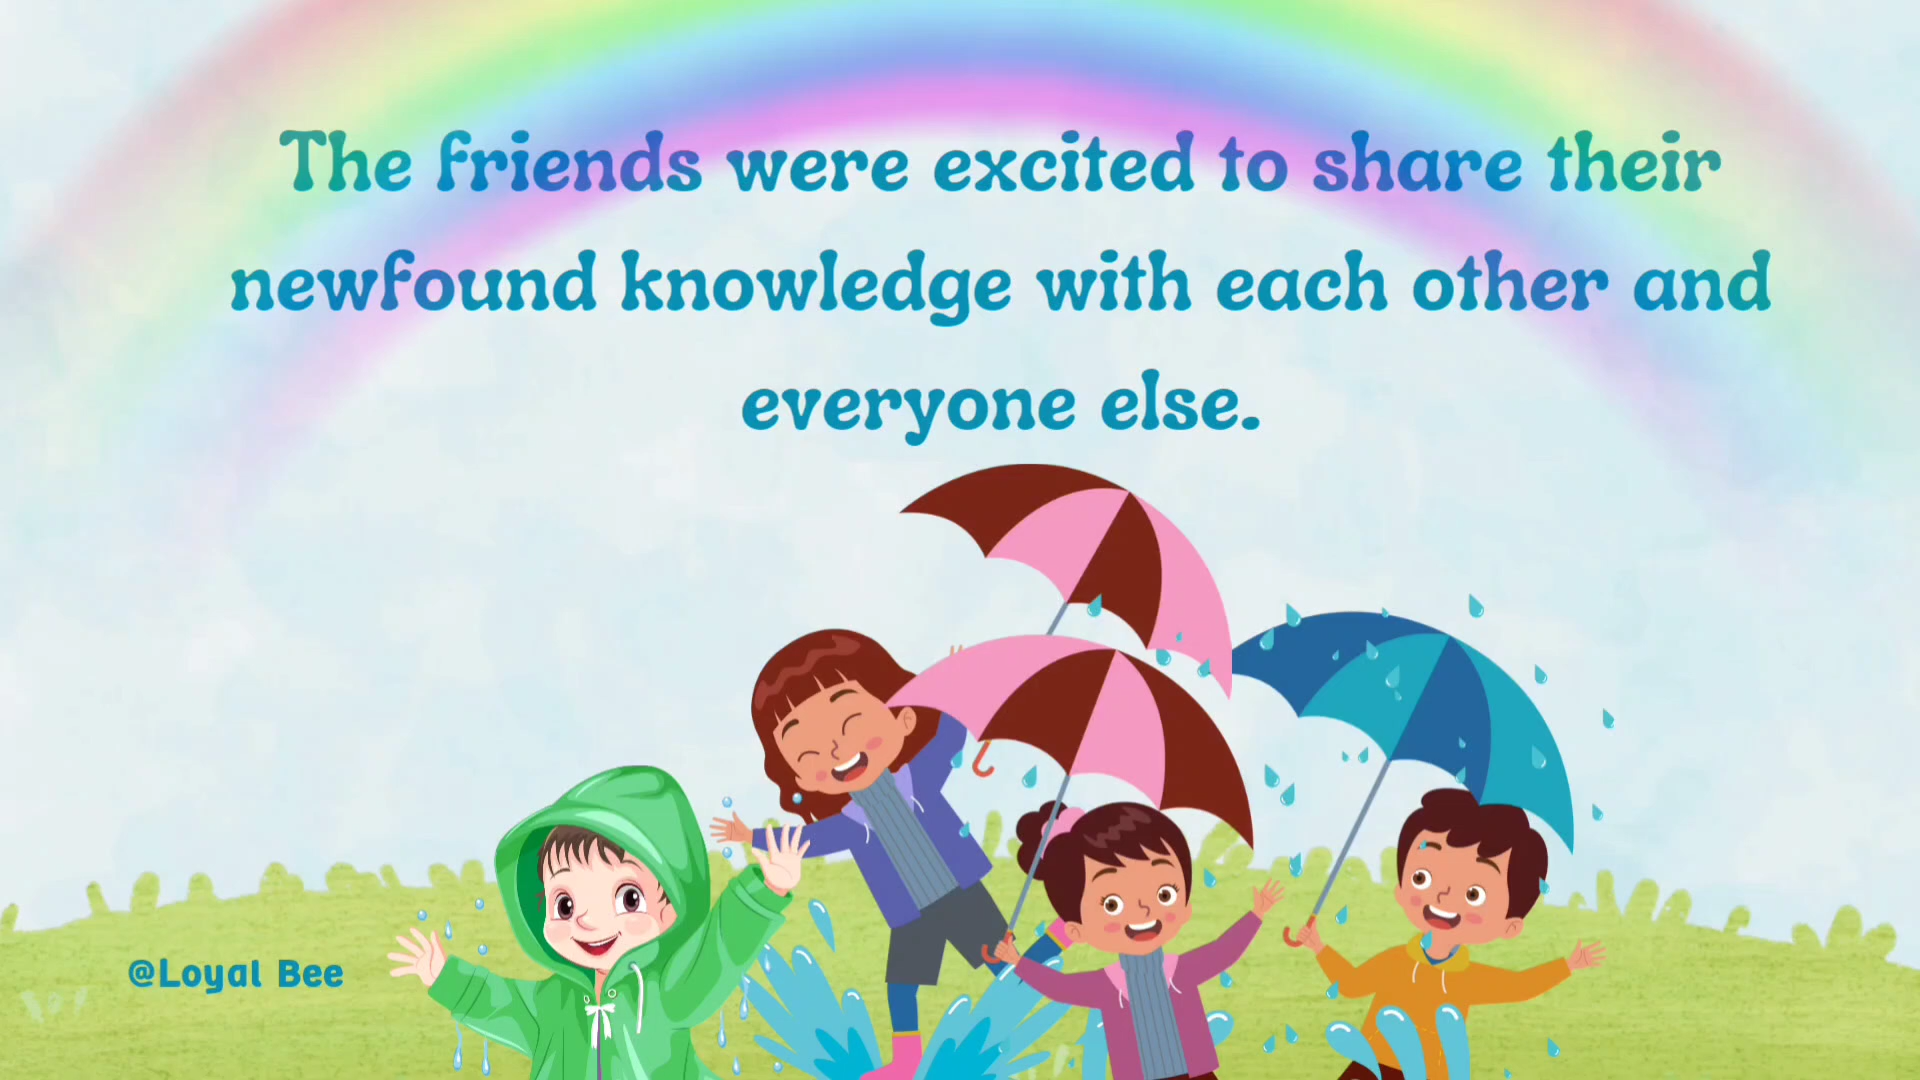 The friends were excited to share their
newfound knowledge with each other and
everyone else.
@Loyal Bee